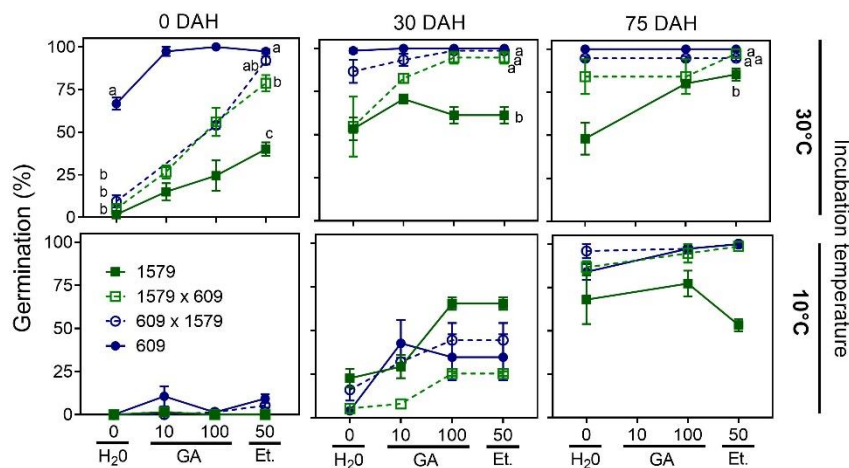 0 DAH 30 DAH 75 DAH
Germination (%)
100
75
50
25
0
a
b
b
b
a
ab
b
c
a
a
a
b
a
a
a
b
30°C
Incubation temperature
100
75
50
25
0
1579
1579 x 609
609 x 1579
609
10°C
0 10 100 50 0 10 100 50 0 10 100 50
H₂0 GA Et. H₂0 GA Et. H₂0 GA Et.